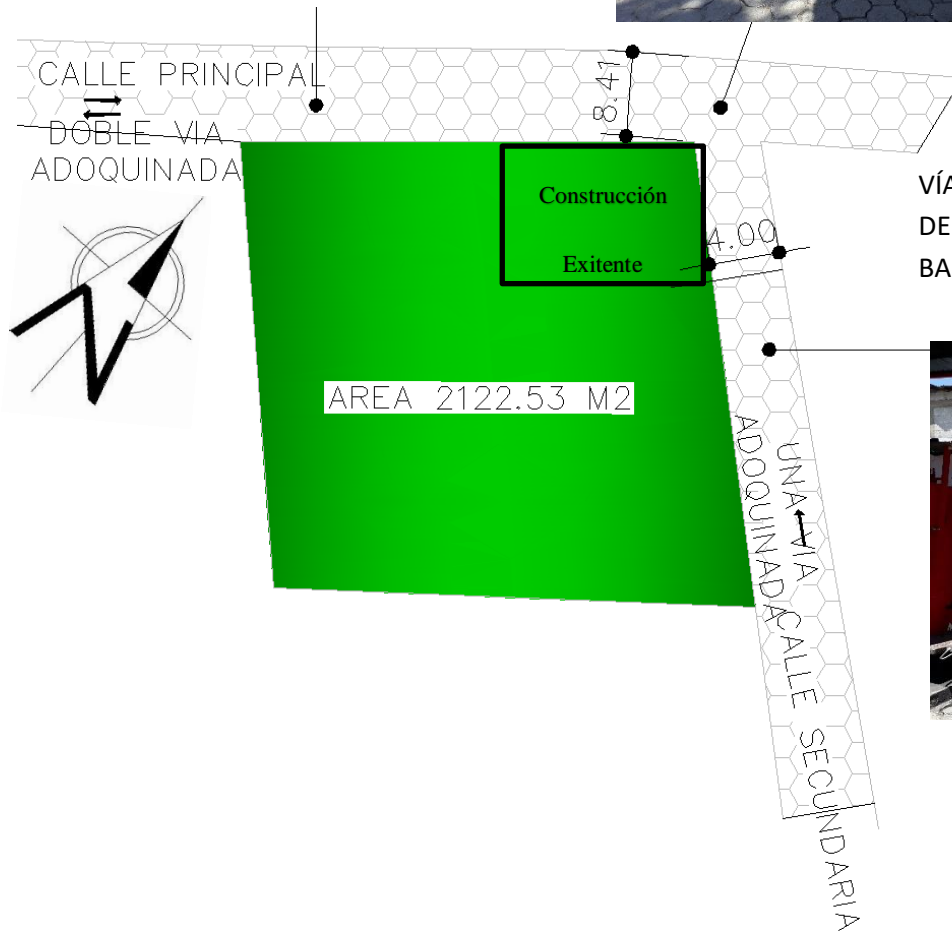 CALLE PRINCIPAL
DOBLE VIA
ADOQUINADA
8.41
Construcción
Exitente
4.00
VÍA
DE
BA
AREA 2122.53 M2
UNA VIA
ADOQUINADA
CALLE SECUNDARIA
N